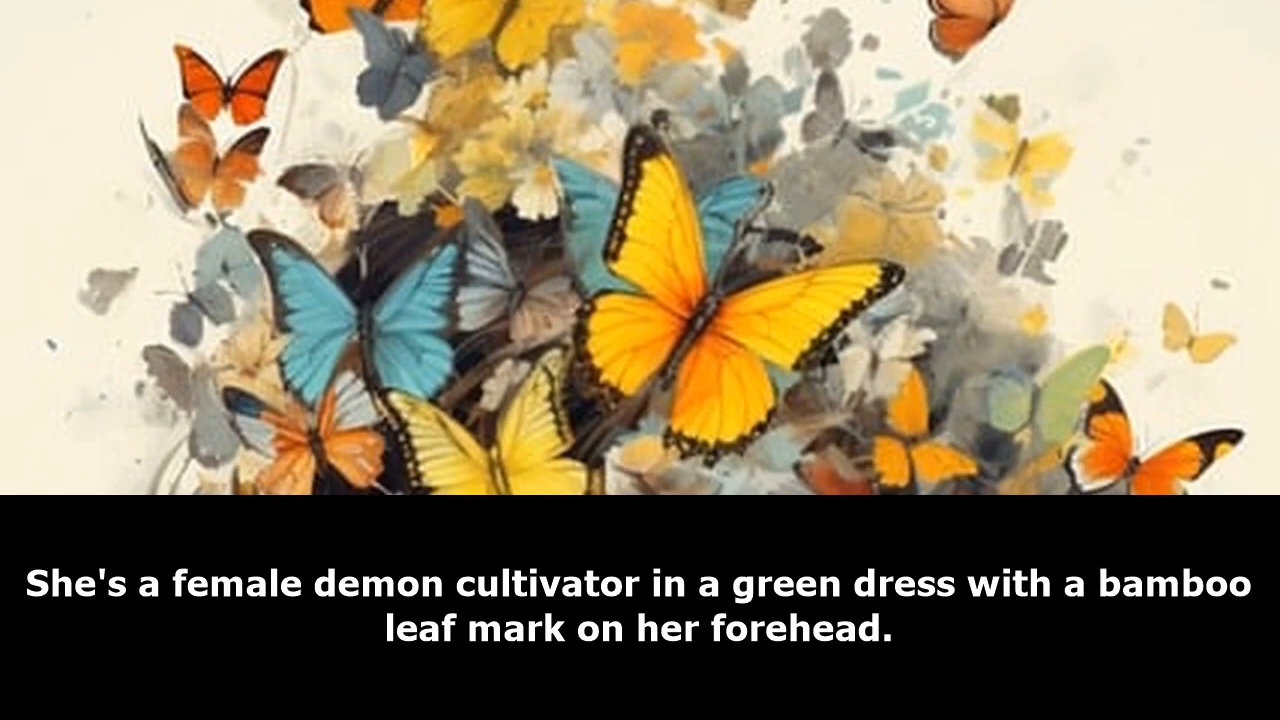 She's a female demon cultivator in a green dress with a bamboo
leaf mark on her forehead.